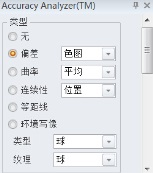 Accuracy Analyzer(TM)
类型
无
偏差 色图
曲率 平均
连续性 位置
等距线
环境写像
类型 球
纹理 球